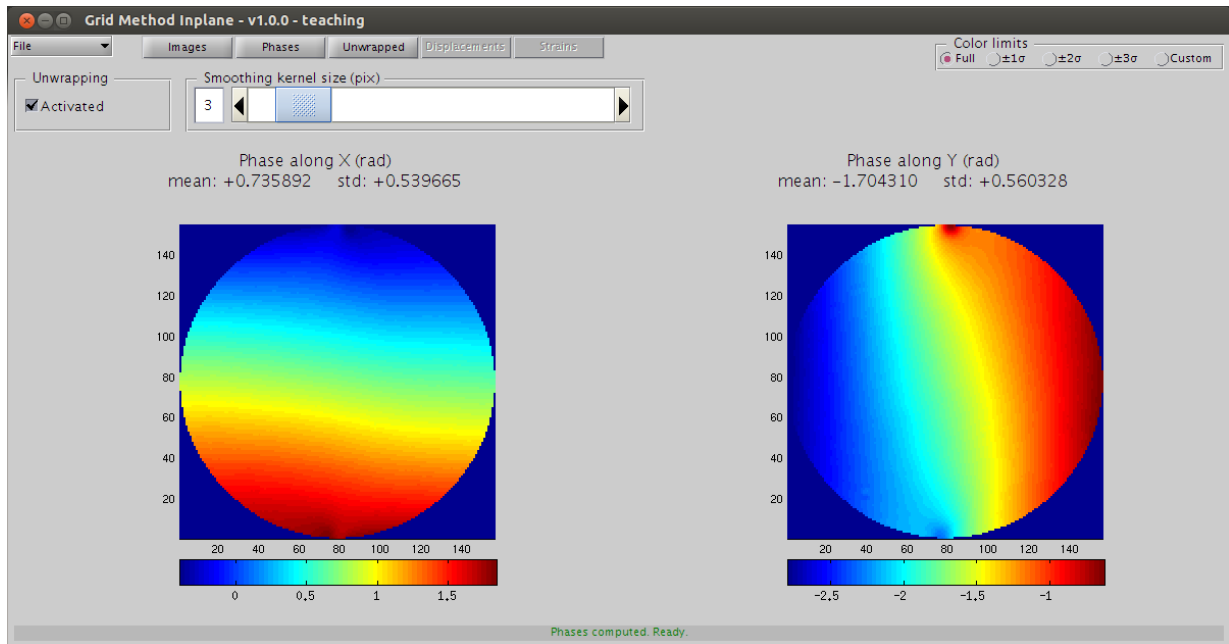 Grid Method Inplane - v1.0.0 - teaching
File Images Phases Unwrapped Displacements Strains
Color limits
Full ±1σ ±2σ ±3σ Custom
Unwrapping
Activated
Smoothing kernel size (pix)
3
Phase along X (rad)
mean: +0.735892 std: +0.539665
140
120
100
80
60
40
20
20 40 60 80 100 120 140
0 0.5 1 1.5
Phase along Y (rad)
mean: -1.704310 std: +0.560328
140
120
100
80
60
40
20
20 40 60 80 100 120 140
-2.5 -2 -1.5 -1
Phases computed. Ready.